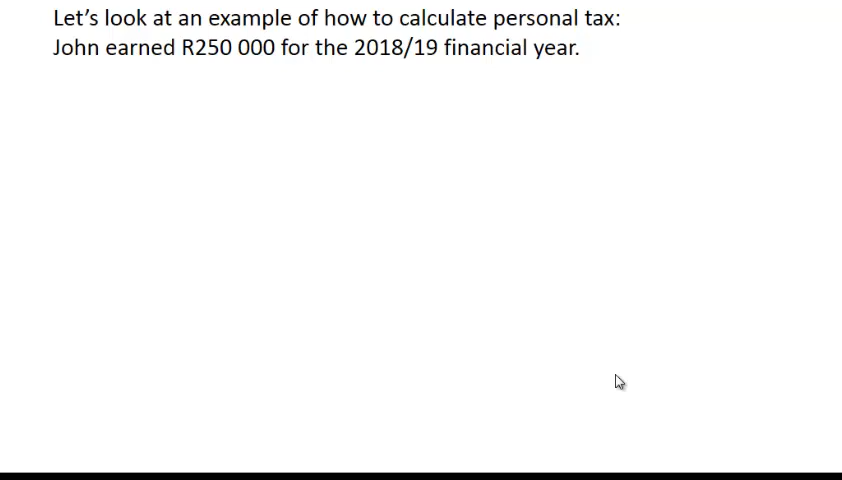 Let’s look at an example of how to calculate personal tax:
John earned R250 000 for the 2018/19 financial year.